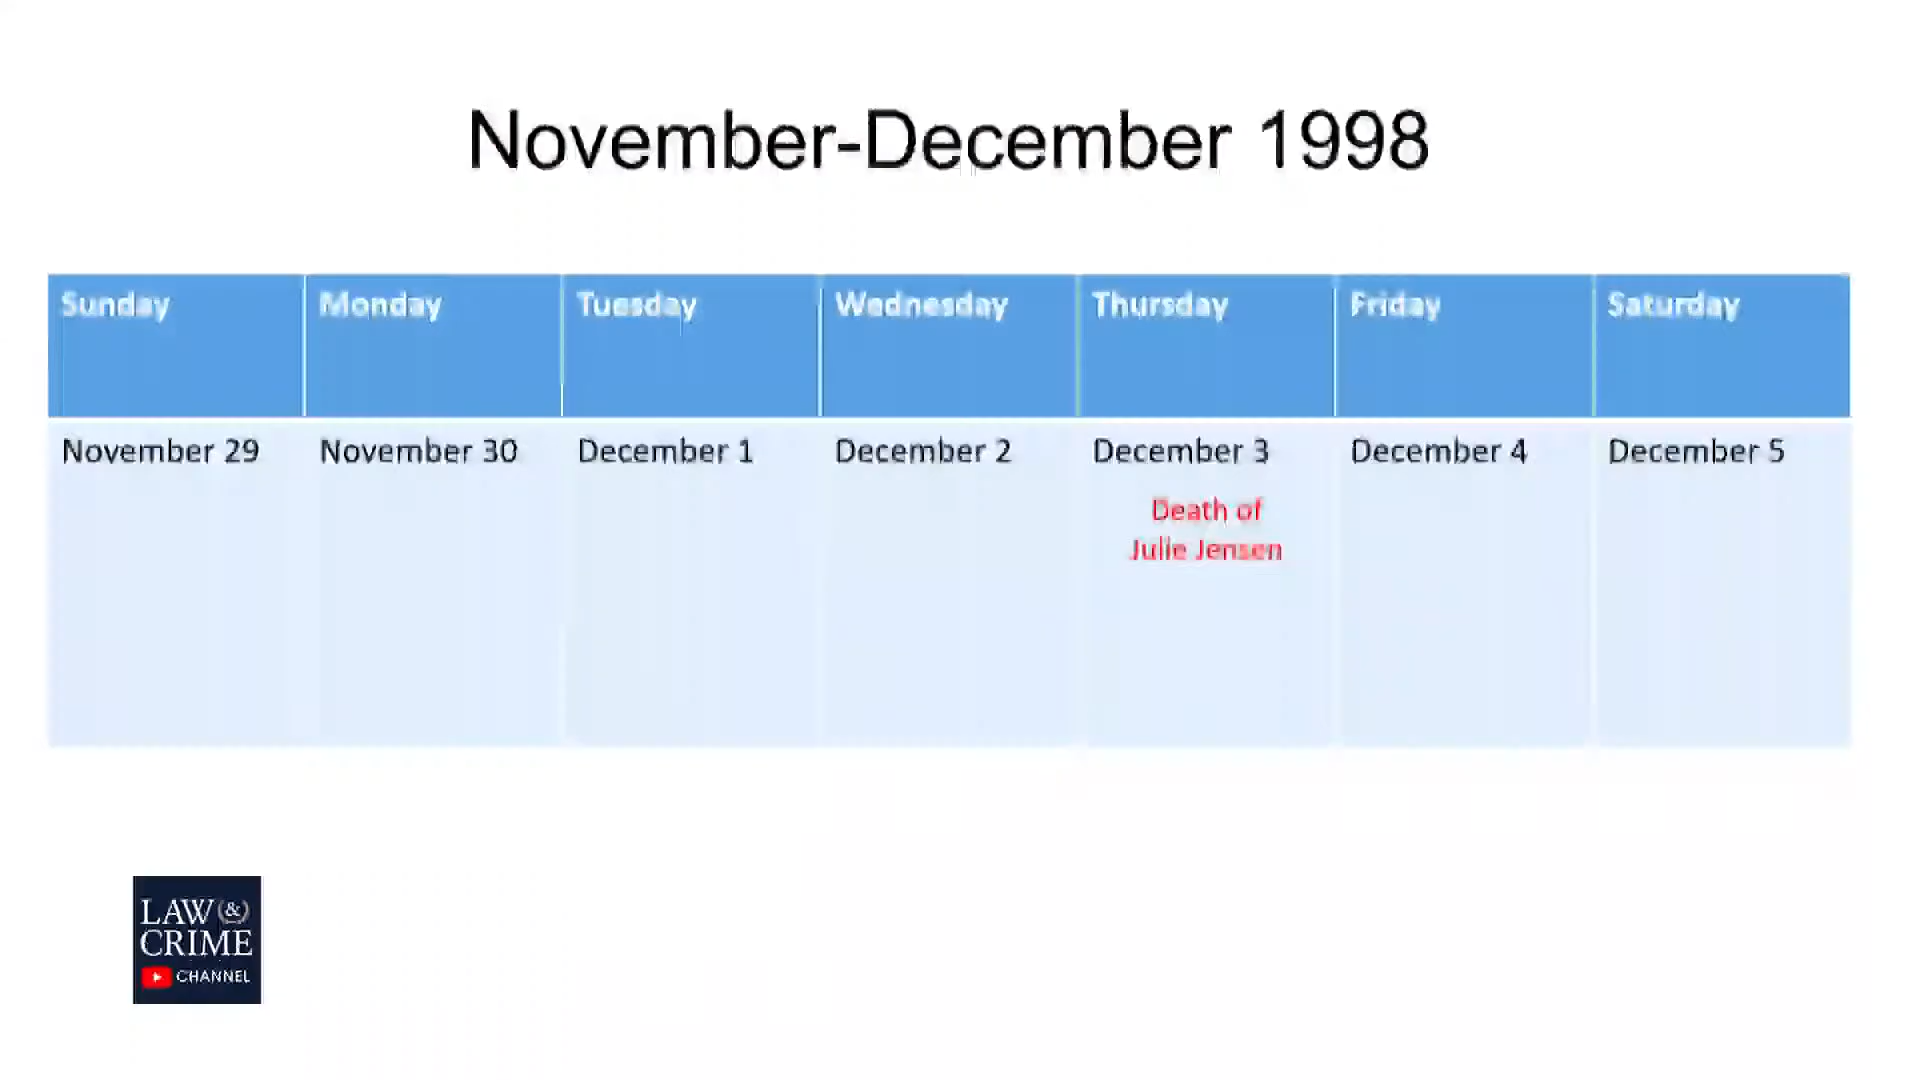 November-December 1998
Sunday Monday Tuesday Wednesday Thursday Friday Saturday
November 29 November 30 December 1 December 2 December 3 December 4 December 5
Death of
Julie Jensen
LAW &
CRIME
CHANNEL